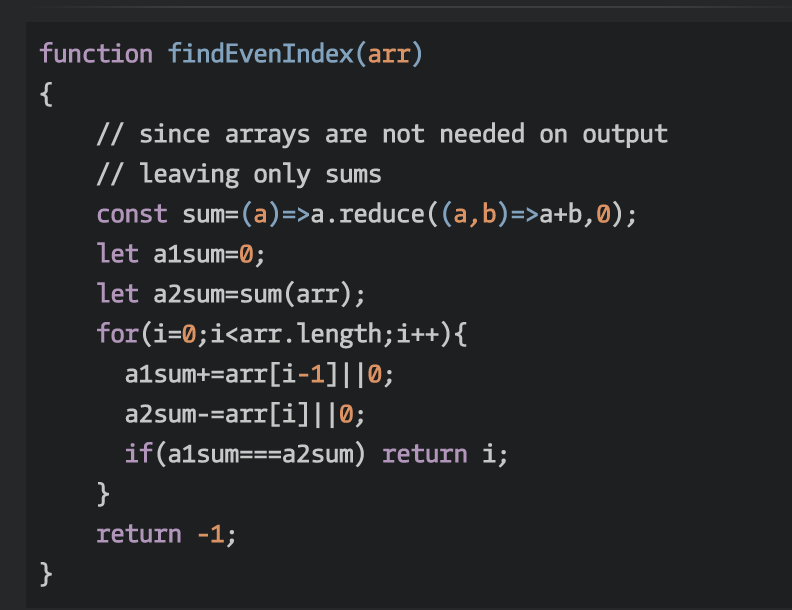 function findEvenIndex(arr)
{
    // since arrays are not needed on output
    // leaving only sums
    const sum=(a)=>a.reduce((a,b)=>a+b,0);
    let a1sum=0;
    let a2sum=sum(arr);
    for(i=0;i<arr.length;i++){
      a1sum+=arr[i-1]||0;
      a2sum-=arr[i]||0;
      if(a1sum===a2sum) return i;
    }
    return -1;
}